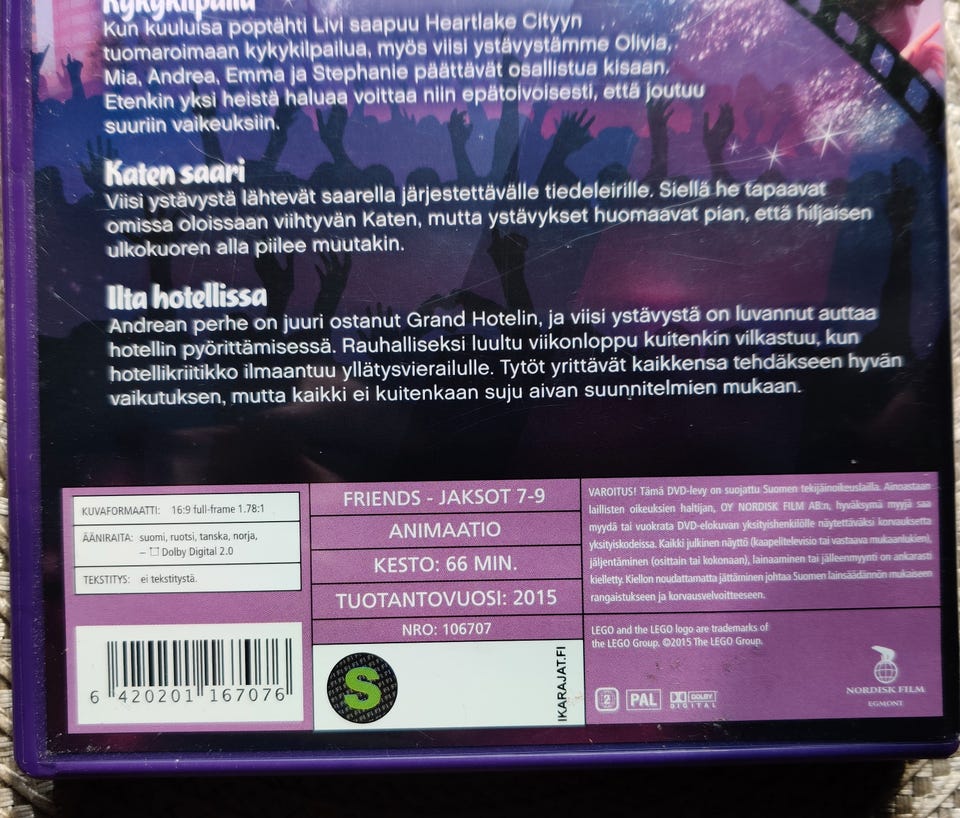 Kykykilpailu
Kun kuuluisa poptähti Livi saapuu Heartlake Cityyn
tuomaroimaan kykykilpailua, myös viisi ystävystämme Olivia,
Mia, Andrea, Emma ja Stephanie päättävät osallistua kisaan.
Etenkin yksi heistä haluaa voittaa niin epätoivoisesti, että joutuu
suuriin vaikeuksiin.
Katen saari
Viisi ystävystä lähtevät saarella järjestettävälle tiedeleirille. Siellä he tapaavat
omissa oloissaan viihtyvän Katen, mutta ystävykset huomaavat pian, että hiljaisen
ulkokuoren alla piilee muutakin.
Ilta hotellissa
Andrean perhe on juuri ostanut Grand Hotelin, ja viisi ystävystä on luvannut auttaa
hotellin pyörittämisessä. Rauhalliseksi luultu viikonloppu kuitenkin vilkastuu, kun
hotellikriitikko ilmaantuu yllätysvierailulle. Tytöt yrittävät kaikkensa tehdäkseen hyvän
vaikutuksen, mutta kaikki ei kuitenkaan suju aivan suunnitelmien mukaan.
KUVAFORMAATTI: 16:9 full-frame 1.78:1
ÄÄNIRAITA: suomi, ruotsi, tanska, norja,
– Dolby Digital 2.0
TEKSTITYS: ei tekstitystä.
6 420201 167076
FRIENDS - JAKSOT 7-9
ANIMAATIO
KESTO: 66 MIN.
TUOTANTOVUOSI: 2015
NRO: 106707
S
IKARAJAT.FI
VAROITUS! Tämä DVD-levy on suojattu Suomen tekijäinoikeuslailla. Ainoastaan
laillisten oikeuksien haltijan, OY NORDISK FILM AB:n, hyväksymä myyjä saa
myydä tai vuokrata DVD-elokuvan yksityishenkilölle näytettäväksi korvauksetta
yksityiskodeissa. Kaikki julkinen näyttö (kaapelitelevisio tai vastaava mukaanlukien),
jäljentäminen (osittain tai kokonaan), lainaaminen tai jälleenmyynti on ankarasti
kielletty. Kiellon noudattamatta jättäminen johtaa Suomen lainsäädännön mukaiseen
rangaistukseen ja korvausvelvoitteeseen.
LEGO and the LEGO logo are trademarks of
the LEGO Group. ©2015 The LEGO Group.
2 PAL DOLBY
DIGITAL
NORDISK FILM
EGMONT